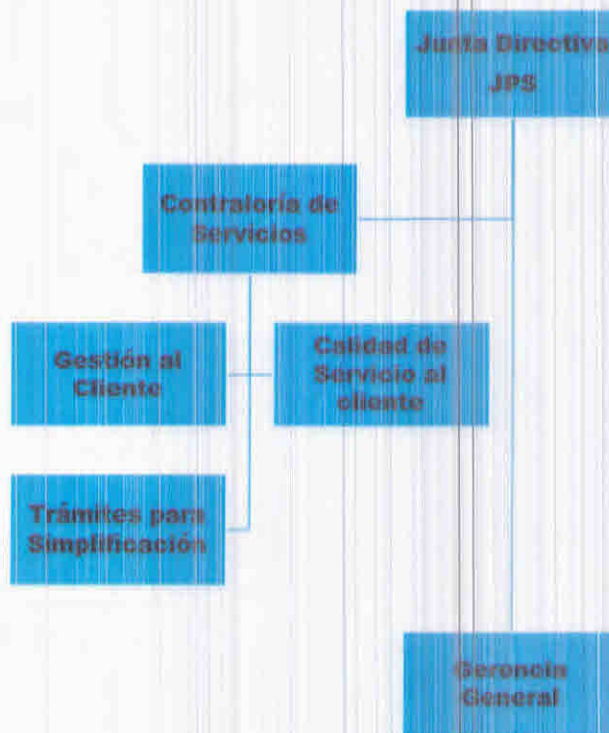 Junta Directiva
JPS
Contraloría de
Servicios
Gestión al
Cliente
Calidad de
Servicio al
cliente
Trámites para
Simplificación
Gerencia
General